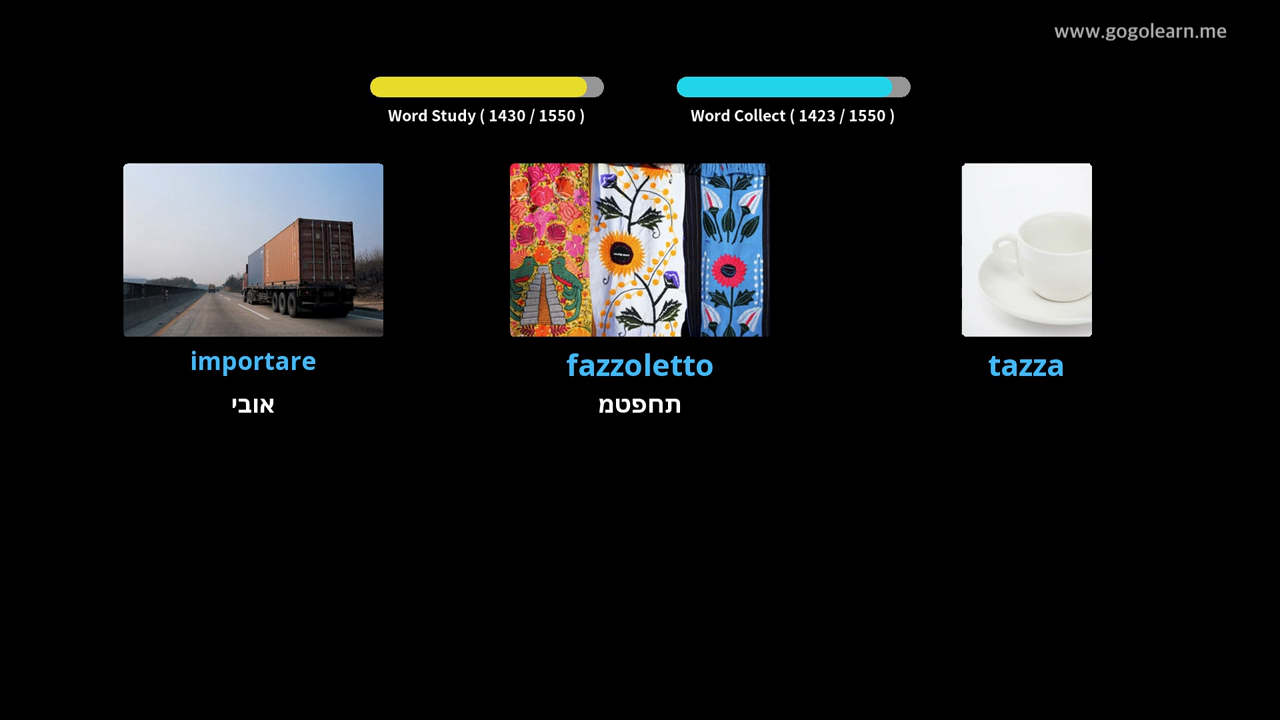 www.gogolearn.me
Word Study ( 1430 / 1550 )
Word Collect ( 1423 / 1550 )
importare
אובי
fazzoletto
תחפטמ
tazza